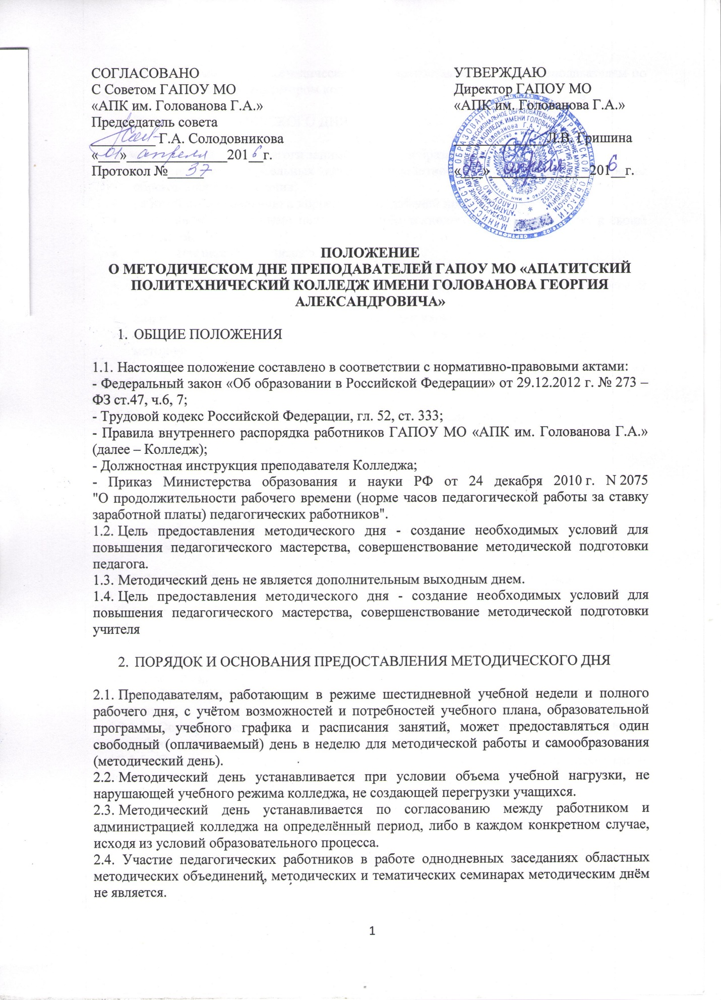 СОГЛАСОВАНО
С Советом ГАПОУ МО
«АПК им. Голованова Г.А.»
Председатель совета
_________Г.А. Солодовникова
«01» апреля 2016г.
Протокол № 37
УТВЕРЖДАЮ
Директор ГАПОУ МО
«АПК им. Голованова Г.А.»
Л.В. Гришина
« » апреля 2016г.
МИНИСТЕРСТВО ОБРАЗОВАНИЯ И НАУКИ МУРМАНСКОЙ ОБЛАСТИ
ПОЛОЖЕНИЕ
О МЕТОДИЧЕСКОМ ДНЕ ПРЕПОДАВАТЕЛЕЙ ГАПОУ МО «АПАТИТСКИЙ
ПОЛИТЕХНИЧЕСКИЙ КОЛЛЕДЖ ИМЕНИ ГОЛОВАНОВА ГЕОРГИЯ
АЛЕКСАНДРОВИЧА»
1. ОБЩИЕ ПОЛОЖЕНИЯ
1.1. Настоящее положение составлено в соответствии с нормативно-правовыми актами:
- Федеральный закон «Об образовании в Российской Федерации» от 29.12.2012 г. № 273 –
ФЗ ст.47, ч.6, 7;
- Трудовой кодекс Российской Федерации, гл. 52, ст. 333;
- Правила внутреннего распорядка работников ГАПОУ МО «АПК им. Голованова Г.А.»
(далее – Колледж);
- Должностная инструкция преподавателя Колледжа;
- Приказ Министерства образования и науки РФ от 24 декабря 2010 г. N 2075
"О продолжительности рабочего времени (норме часов педагогической работы за ставку
заработной платы) педагогических работников".
1.2. Цель предоставления методического дня - создание необходимых условий для
повышения педагогического мастерства, совершенствование методической подготовки
педагога.
1.3. Методический день не является дополнительным выходным днем.
1.4. Цель предоставления методического дня - создание необходимых условий для
повышения педагогического мастерства, совершенствование методической подготовки
учителя
2. ПОРЯДОК И ОСНОВАНИЯ ПРЕДОСТАВЛЕНИЯ МЕТОДИЧЕСКОГО ДНЯ
2.1. Преподавателям, работающим в режиме шестидневной учебной недели и полного
рабочего дня, с учётом возможностей и потребностей учебного плана, образовательной
программы, учебного графика и расписания занятий, может предоставляться один
свободный (оплачиваемый) день в неделю для методической работы и самообразования
(методический день).
2.2. Методический день устанавливается при условии объема учебной нагрузки, не
нарушающей учебного режима колледжа, не создающей перегрузки учащихся.
2.3. Методический день устанавливается по согласованию между работником и
администрацией колледжа на определённый период, либо в каждом конкретном случае,
исходя из условий образовательного процесса.
2.4. Участие педагогических работников в работе однодневных заседаниях областных
методических объединений, методических и тематических семинарах методическим днём
не является.
1